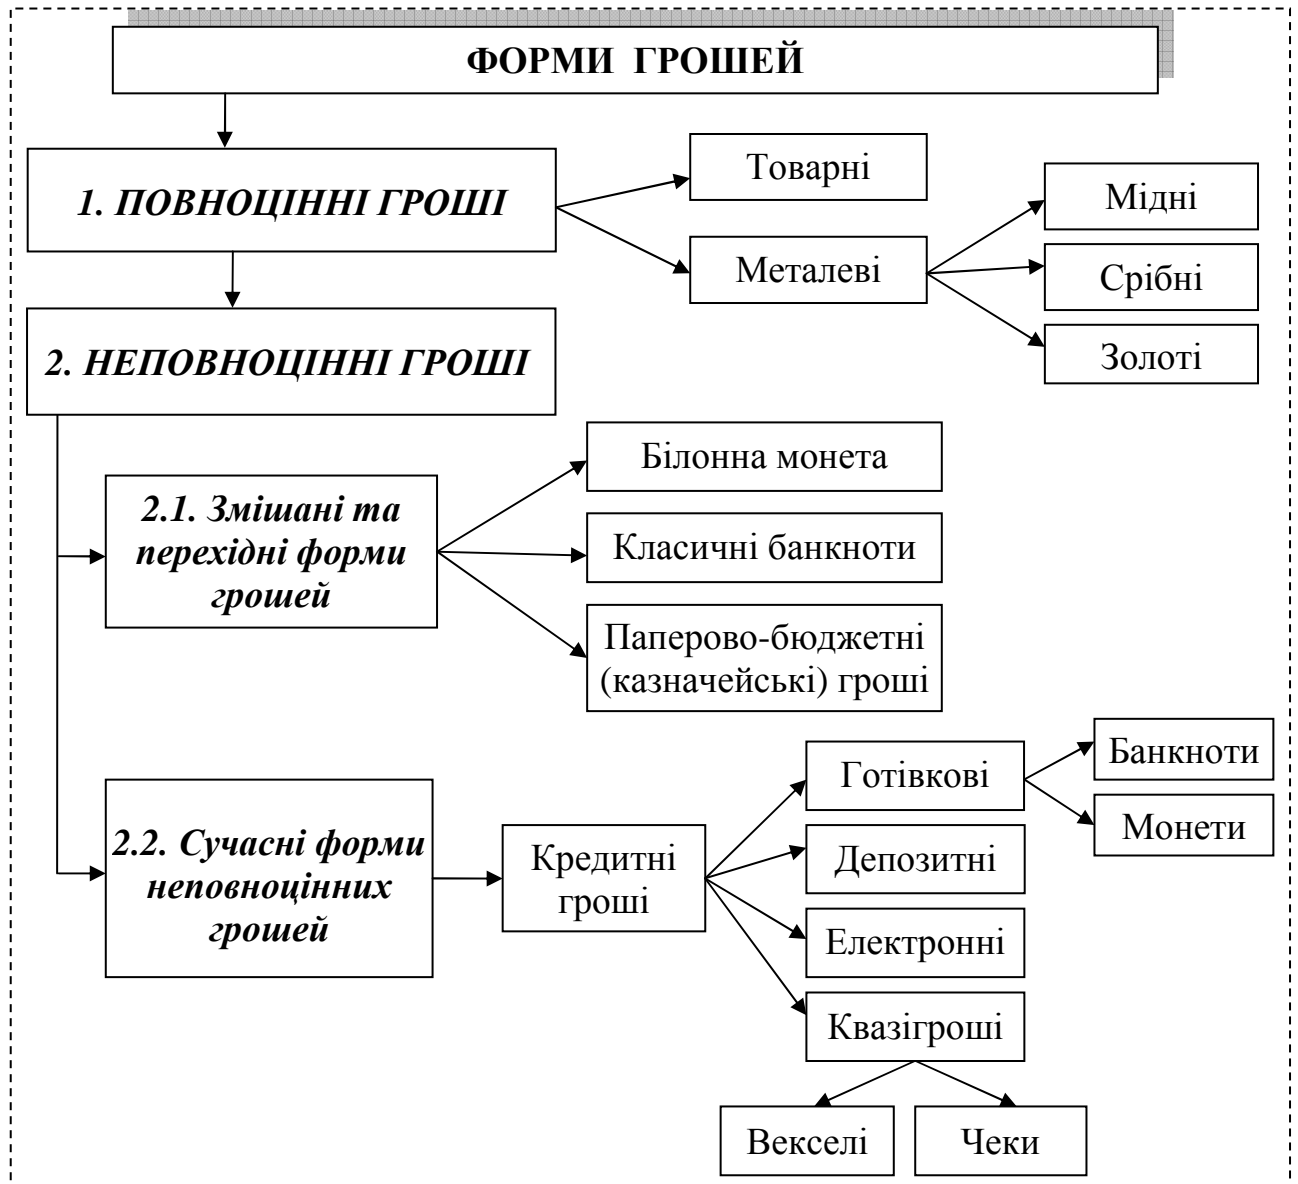 ФОРМИ ГРОШЕЙ
1. ПОВНОЦІННІ ГРОШІ
Товарні
Металеві
Мідні
Срібні
Золоті
2. НЕПОВНОЦІННІ ГРОШІ
2.1. Змішані та
перехідні форми
грошей
Білонна монета
Класичні банкноти
Паперово-бюджетні
(казначейські) гроші
2.2. Сучасні форми
неповноцінних
грошей
Кредитні
гроші
Готівкові
Банкноти
Монети
Депозитні
Електронні
Квазігроші
Векселі
Чеки